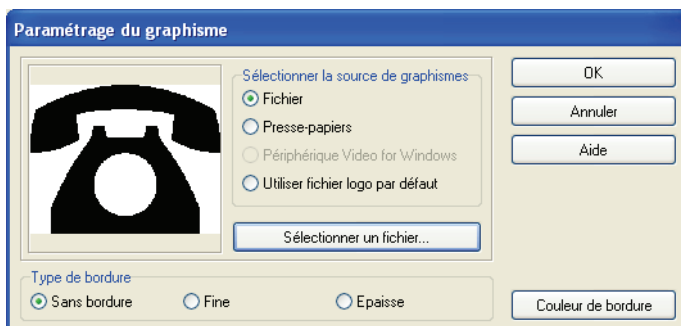 Paramétrage du graphisme
Sélectionner la source de graphismes
Fichier
Presse-papiers
Périphérique Video for Windows
Utiliser fichier logo par défaut
Sélectionner un fichier...
OK
Annuler
Aide
Type de bordure
Sans bordure
Fine
Epaisse
Couleur de bordure